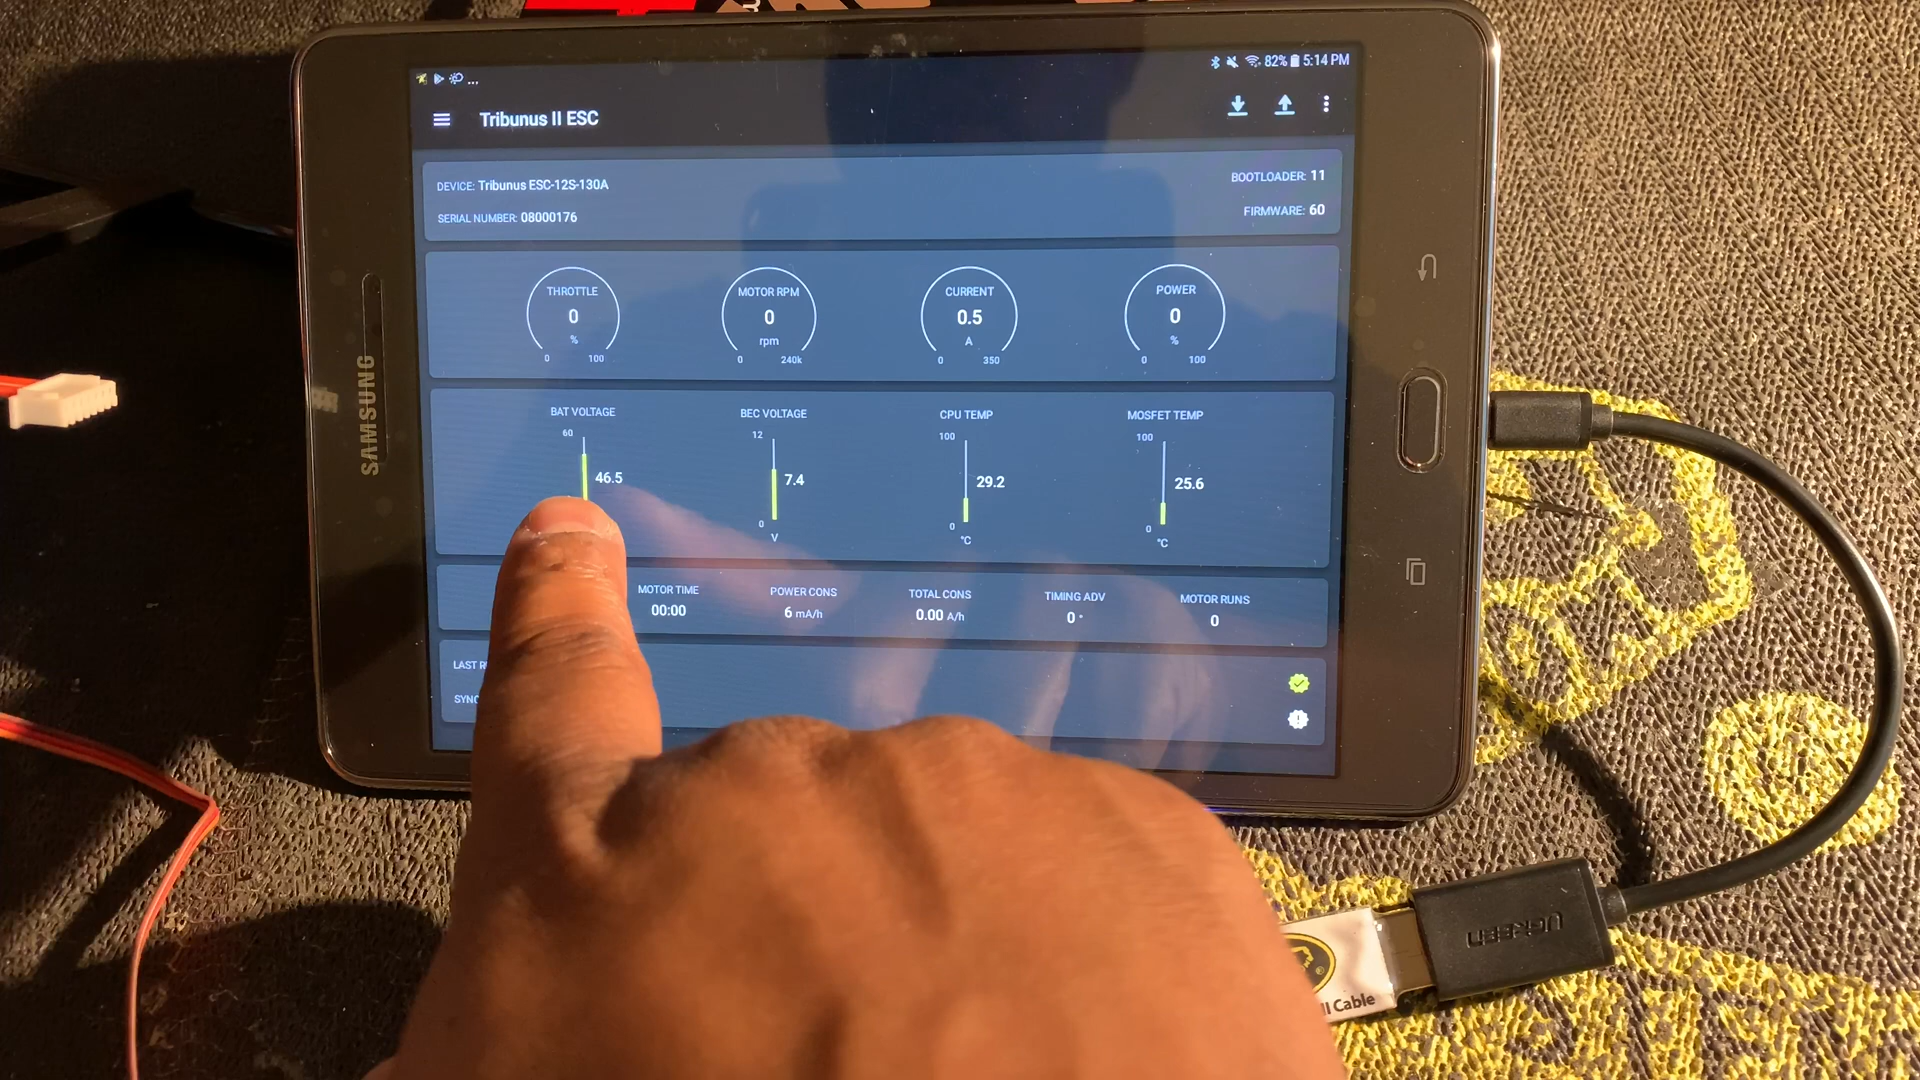 82% 5:14 PM
Tribunus II ESC
DEVICE: Tribunus ESC-12S-130A
BOOTLOADER: 11
SERIAL NUMBER: 08000176
FIRMWARE: 60
THROTTLE
0
%
0 100
MOTOR RPM
0
rpm
0 240k
CURRENT
0.5
A
0 350
POWER
0
%
0 100
BAT VOLTAGE
60
46.5
BEC VOLTAGE
12
7.4
0
V
CPU TEMP
100
29.2
0
°C
MOSFET TEMP
100
25.6
0
°C
MOTOR TIME
00:00
POWER CONS
6 mA/h
TOTAL CONS
0.00 A/h
TIMING ADV
0 °
MOTOR RUNS
0
LAST
SYNC
SAMSUNG
UGREEN
II Cable